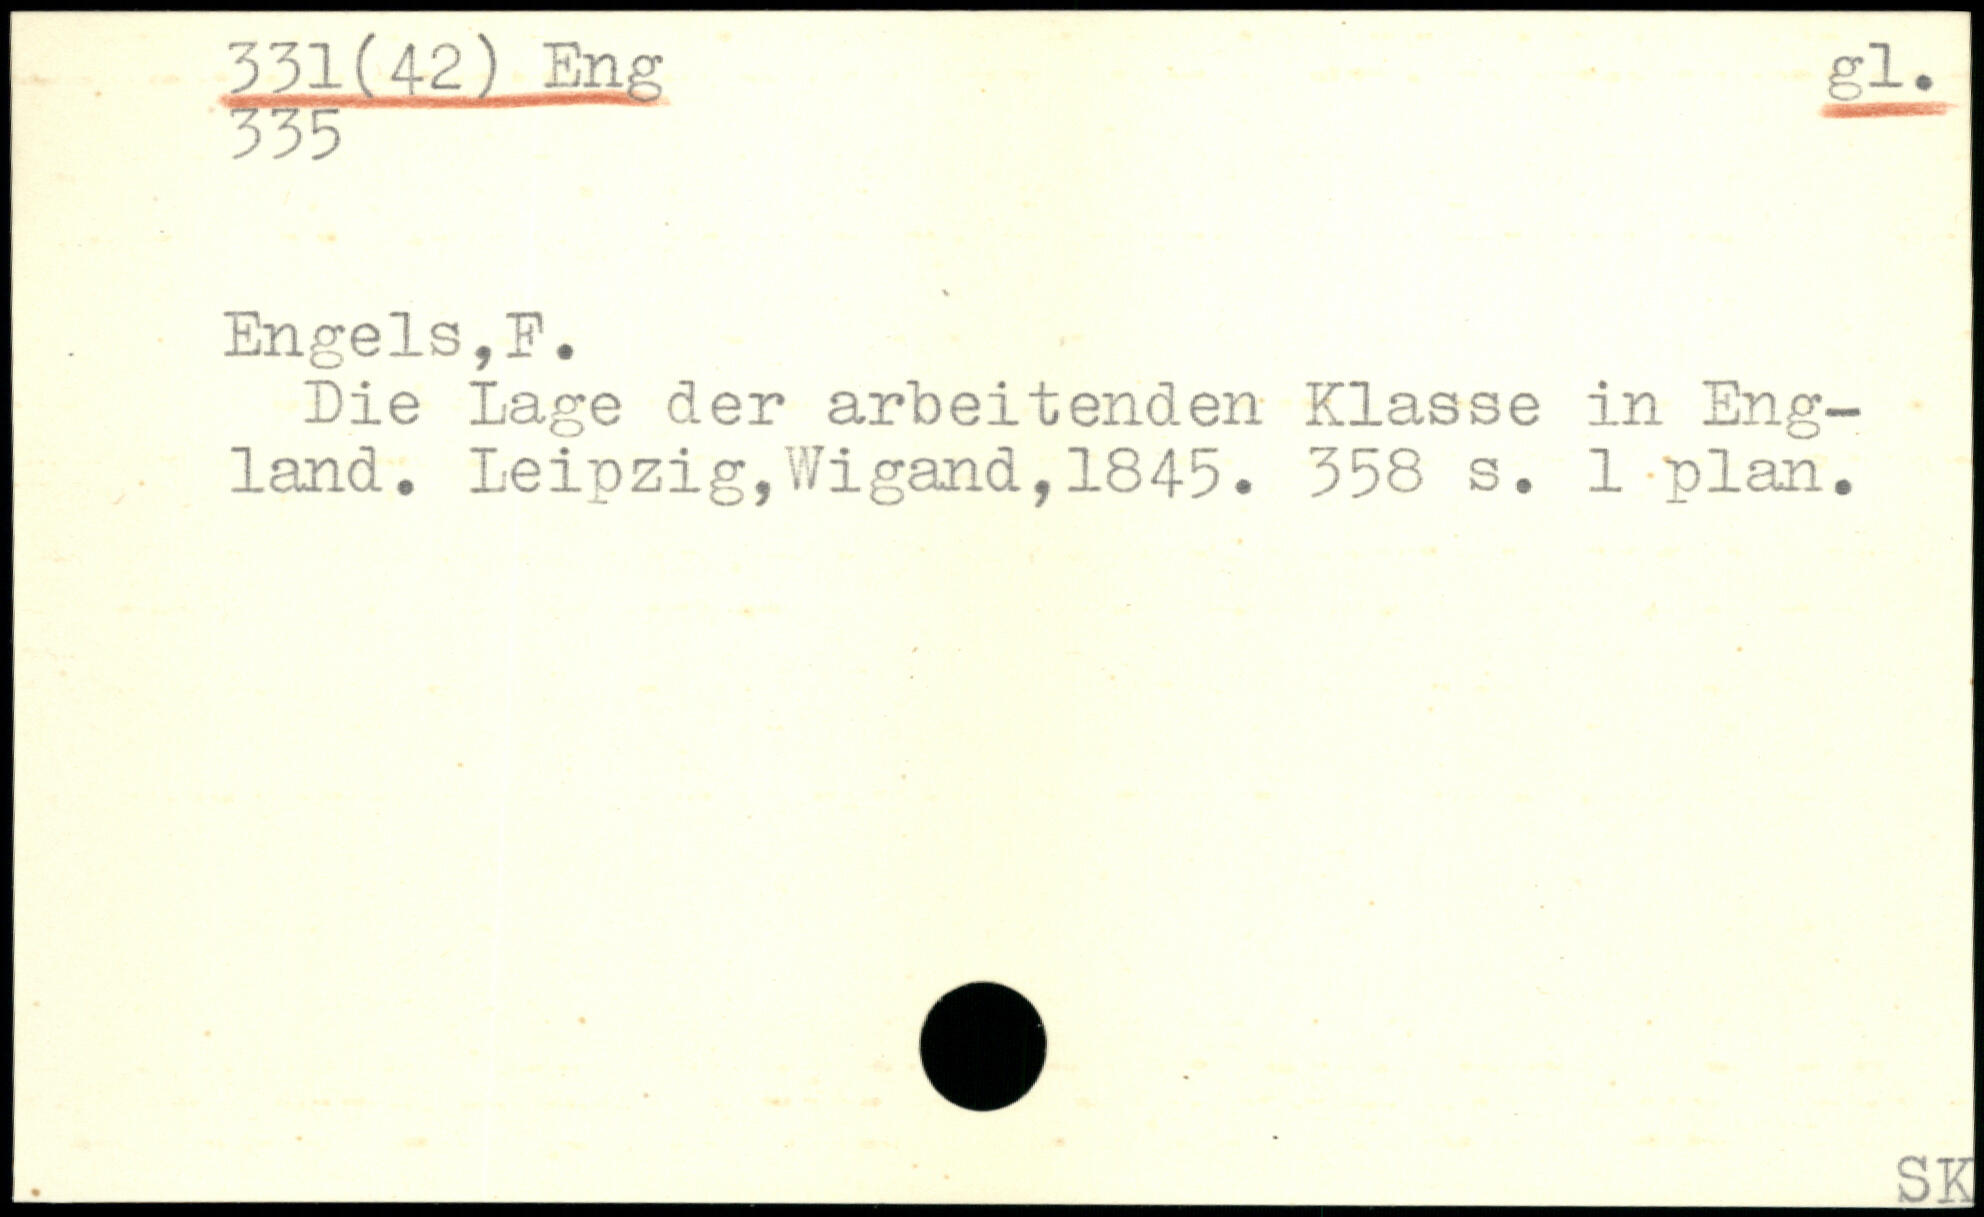 331(42) Eng gl.
335
Engels,F.
Die Lage der arbeitenden Klasse in Eng-
land. Leipzig,Wigand,1845. 358 s. 1 plan.
SK